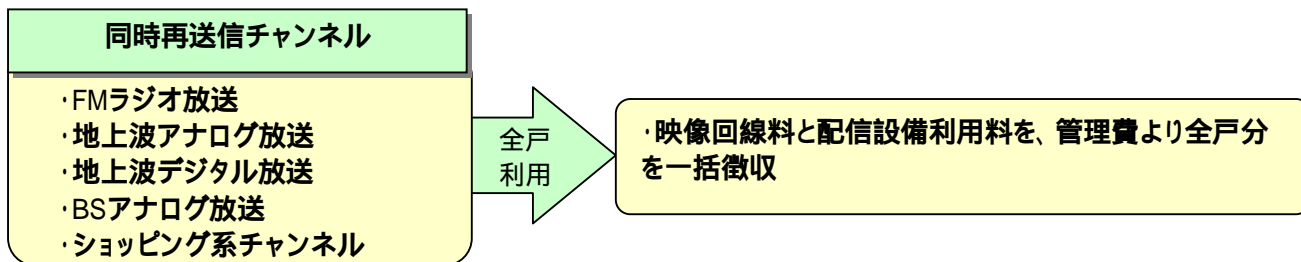 同時再送信チャンネル
・FMラジオ放送
・地上波アナログ放送
・地上波デジタル放送
・BSアナログ放送
・ショッピング系チャンネル
全戸
利用
・映像回線料と配信設備利用料を、管理費より全戸分
を一括徴収